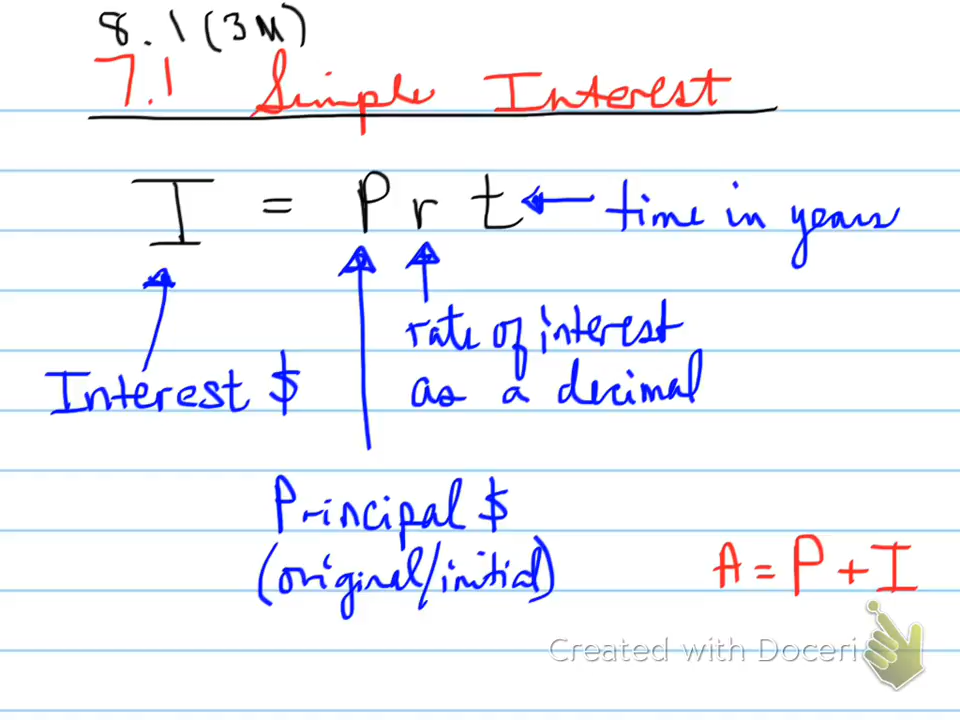 8.1 (3M)
7.1 Simple Interest
I = P r t ← time in years
rate of interest
Interest $ as a decimal
Principal $
(original/initial)
A = P + I
Created with Doceri